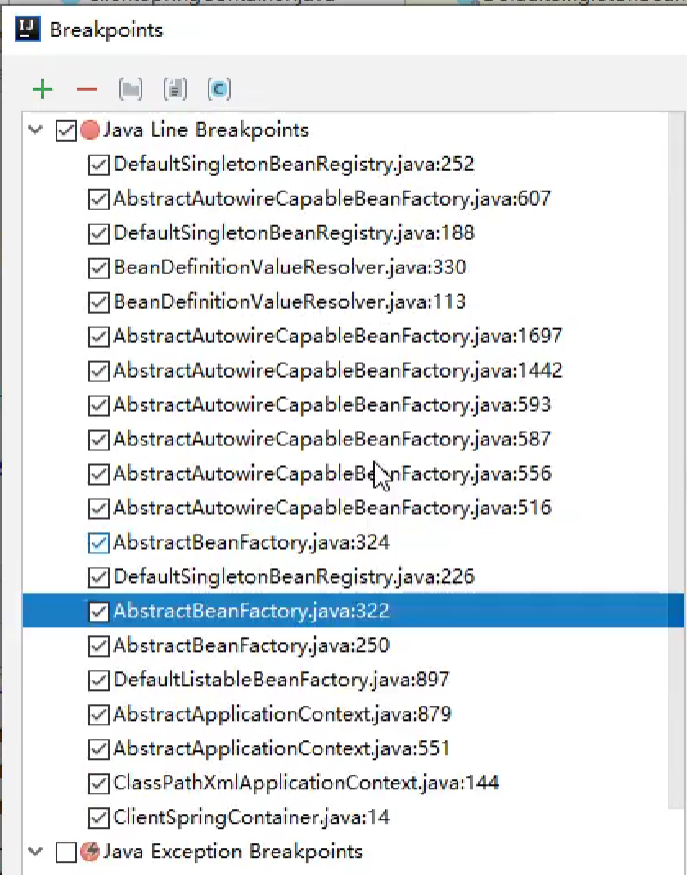 Breakpoints
Java Line Breakpoints
DefaultSingletonBeanRegistry.java:252
AbstractAutowireCapableBeanFactory.java:607
DefaultSingletonBeanRegistry.java:188
BeanDefinitionValueResolver.java:330
BeanDefinitionValueResolver.java:113
AbstractAutowireCapableBeanFactory.java:1697
AbstractAutowireCapableBeanFactory.java:1442
AbstractAutowireCapableBeanFactory.java:593
AbstractAutowireCapableBeanFactory.java:587
AbstractAutowireCapableBeanFactory.java:556
AbstractAutowireCapableBeanFactory.java:516
AbstractBeanFactory.java:324
DefaultSingletonBeanRegistry.java:226
AbstractBeanFactory.java:322
AbstractBeanFactory.java:250
DefaultListableBeanFactory.java:897
AbstractApplicationContext.java:879
AbstractApplicationContext.java:551
ClassPathXmlApplicationContext.java:144
ClientSpringContainer.java:14
Java Exception Breakpoints